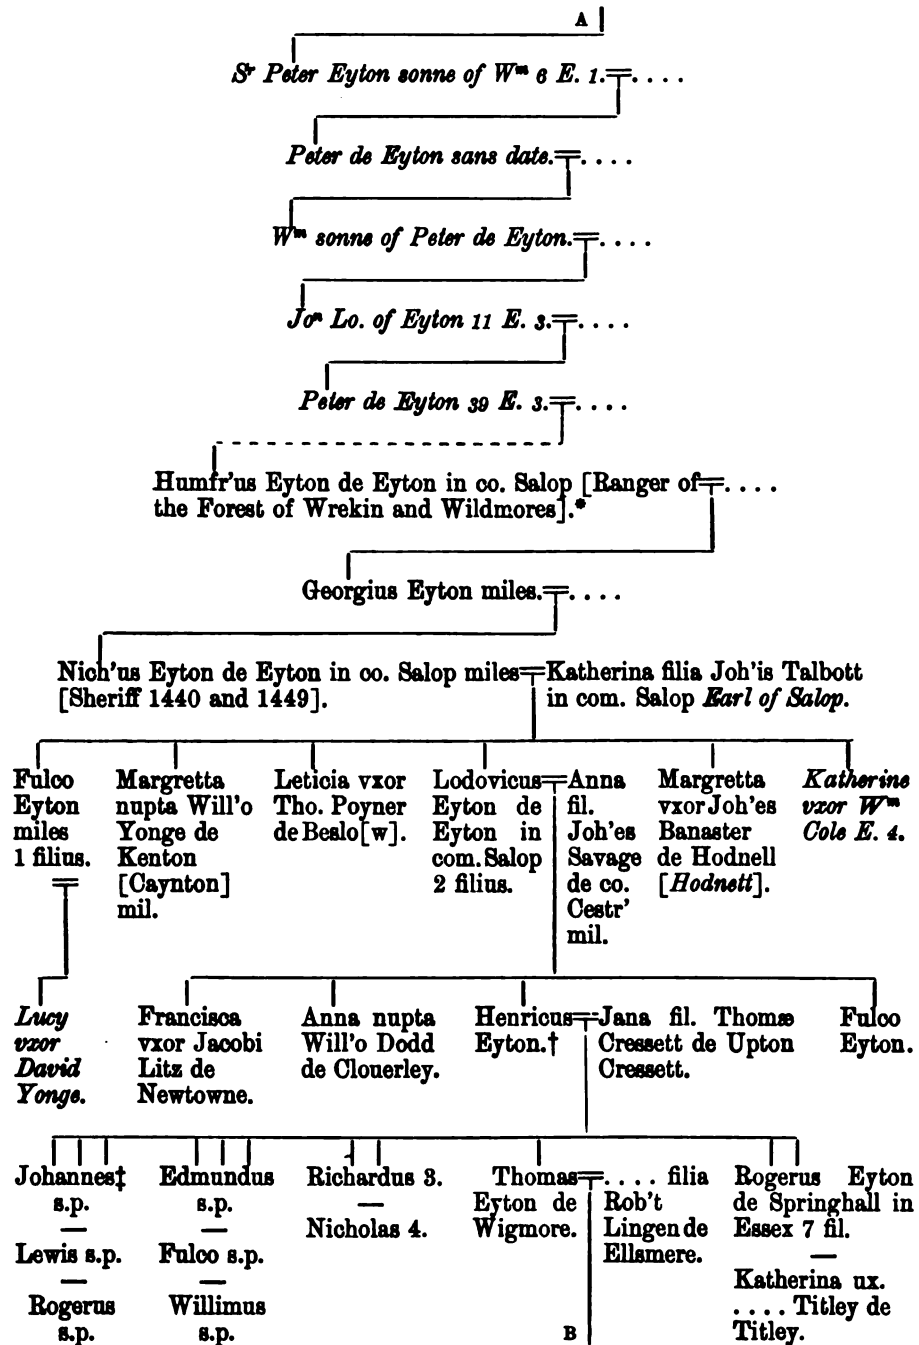 A
Sr Peter Eyton sonne of Wm 6 E. 1. . . . .
Peter de Eyton sans date. . . . .
Wm sonne of Peter de Eyton. . . . .
Jon Lo. of Eyton 11 E. 3. . . . .
Peter de Eyton 39 E. 3. . . . .
Humfr'us Eyton de Eyton in co. Salop [Ranger of . . . .
the Forest of Wrekin and Wildmores].*
Georgius Eyton miles. . . . .
Nich'us Eyton de Eyton in co. Salop miles
[Sheriff 1440 and 1449].
Katherina filia Joh'is Talbott
in com. Salop Earl of Salop.
Fulco
Eyton
miles
1 filius.
Margretta
nupta Will'o
Yonge de
Kenton
[Caynton]
mil.
Leticia vxor
Tho. Poyner
de Beslo[w].
Lodovicus
Eyton de
Eyton in
com. Salop
2 filius.
Anna
fil.
Joh'es
Savage
de co.
Cestr'
mil.
Margretta
vxor Joh'es
Banaster
de Hodnell
[Hodnett].
Katherine
vxor Wm
Cole E. 4.
Lucy
vxor
David
Yonge.
Francisca
vxor Jacobi
Litz de
Newtowne.
Anna nupta
Will'o Dodd
de Clouerley.
Henricus
Eyton.†
Jana fil. Thomæ
Cressett de Upton
Cressett.
Fulco
Eyton.
Johannes‡
s.p.
—
Lewis s.p.
—
Rogerus
s.p.
Edmundus
s.p.
—
Fulco s.p.
—
Willimus
s.p.
Richardus 3.
—
Nicholas 4.
Thomas
Eyton de
Wigmore.
. . . . filia
Rob't
Lingen de
Ellsmere.
Rogerus Eyton
de Springhall in
Essex 7 fil.
—
Katherina ux.
. . . . Titley de
Titley.
B